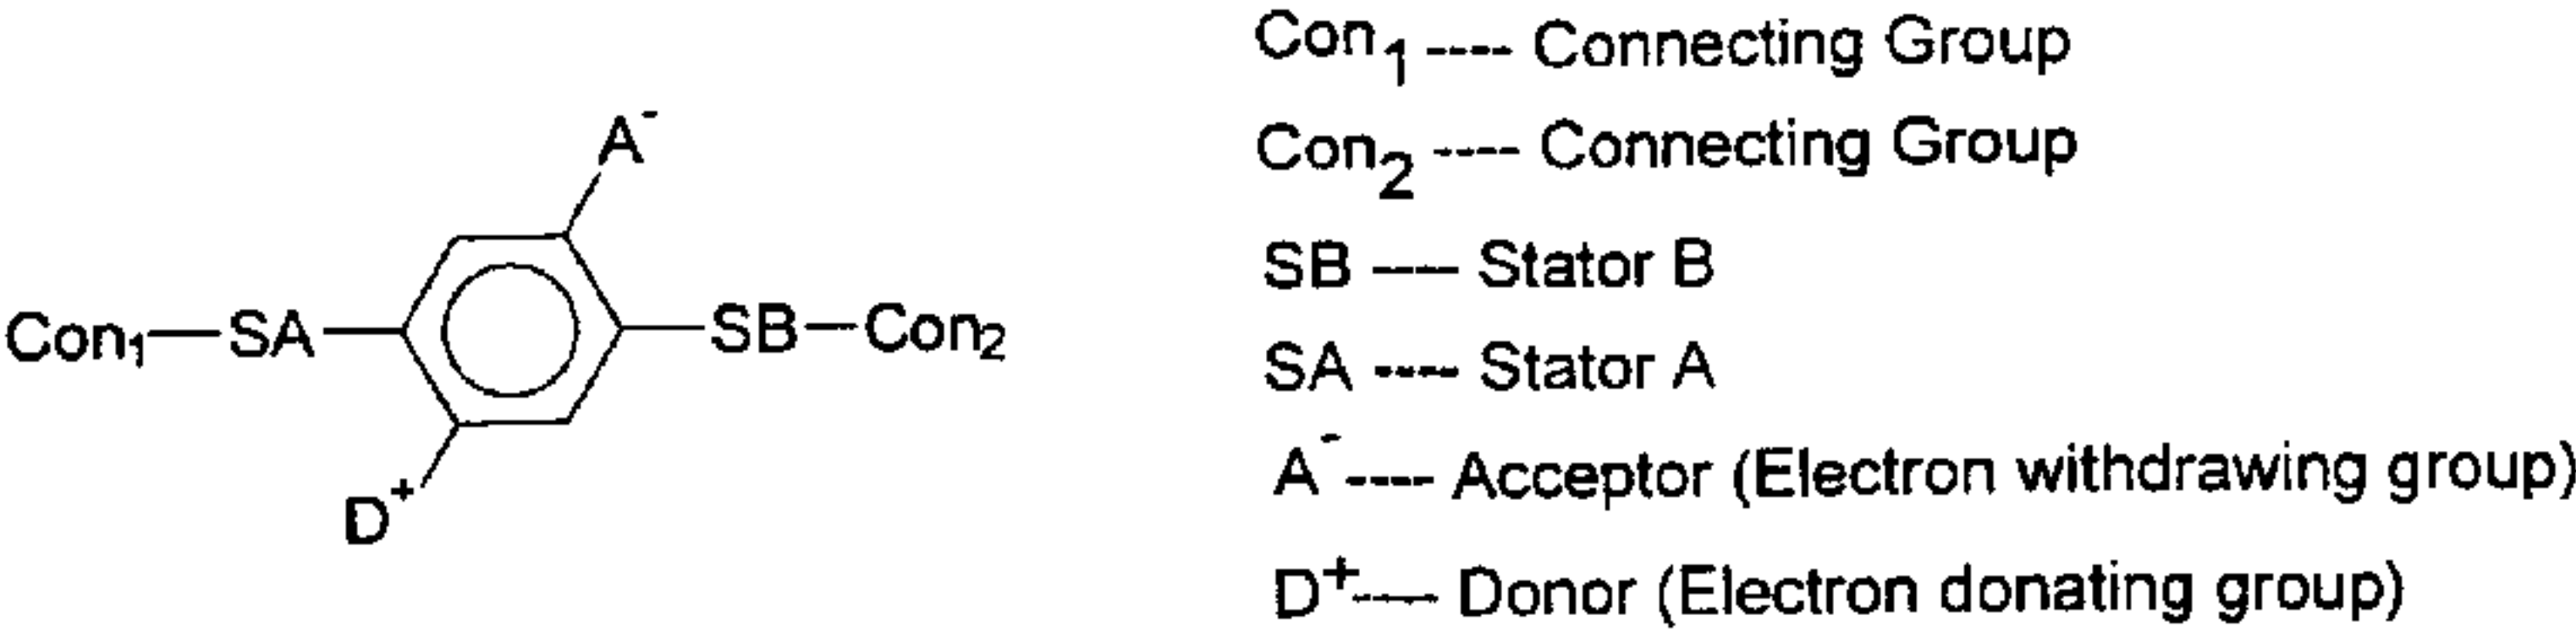 A⁻
Con₁—SA—SB—Con₂
D⁺
Con₁ ---- Connecting Group
Con₂ ---- Connecting Group
SB ---- Stator B
SA ---- Stator A
A⁻ ---- Acceptor (Electron withdrawing group)
D⁺ ---- Donor (Electron donating group)